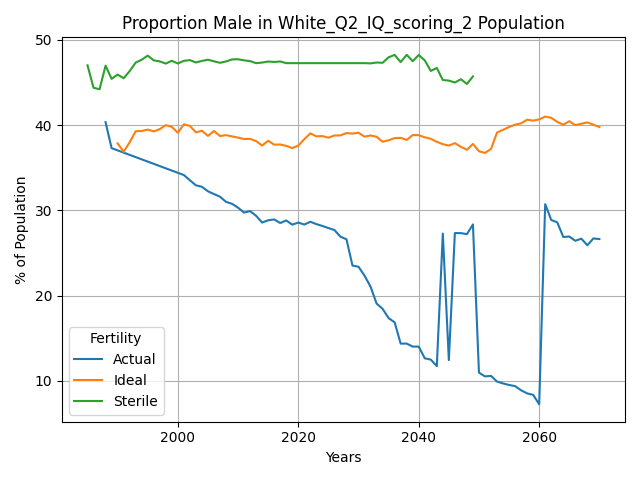 Proportion Male in White_Q2_IQ_scoring_2 Population
% of Population
50
40
30
20
10
Fertility
Actual
Ideal
Sterile
2000
2020
2040
2060
Years